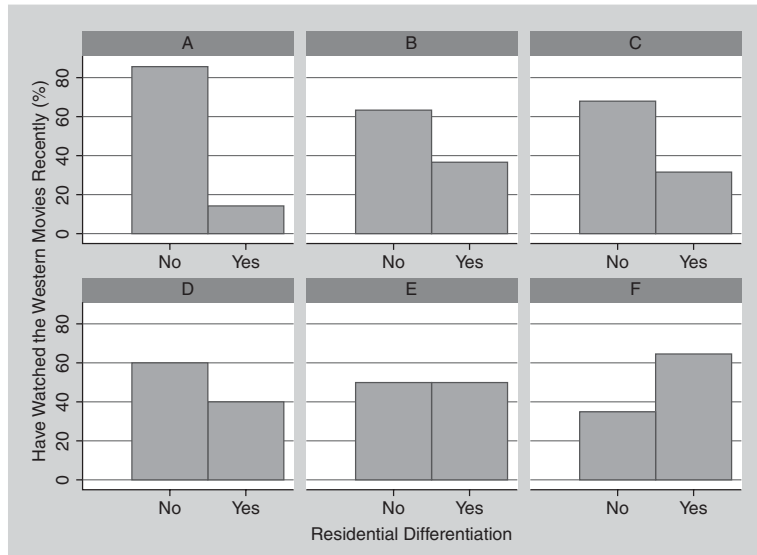 Have Watched the Western Movies Recently (%)
A
B
C
80
60
40
20
0
No Yes
No Yes
No Yes
D
E
F
80
60
40
20
0
No Yes
No Yes
No Yes
Residential Differentiation